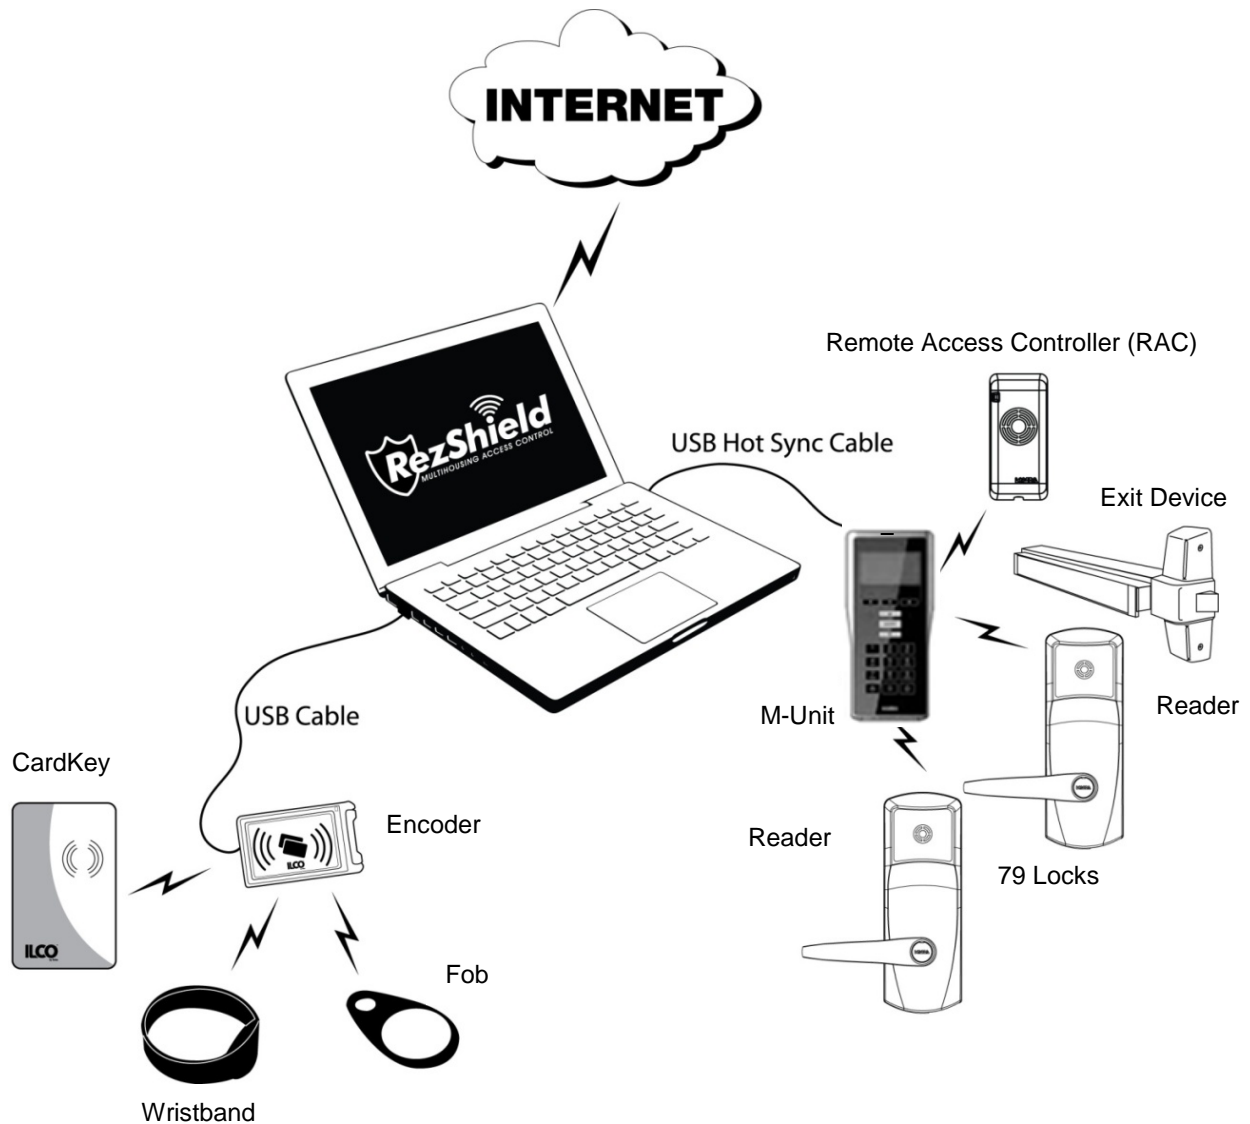 INTERNET
Remote Access Controller (RAC)
RezShield
MULTIHOUSING ACCESS CONTROL
USB Hot Sync Cable
Exit Device
Reader
M-Unit
USB Cable
CardKey
Encoder
ILCO
Reader
79 Locks
ILCO
Fob
Wristband